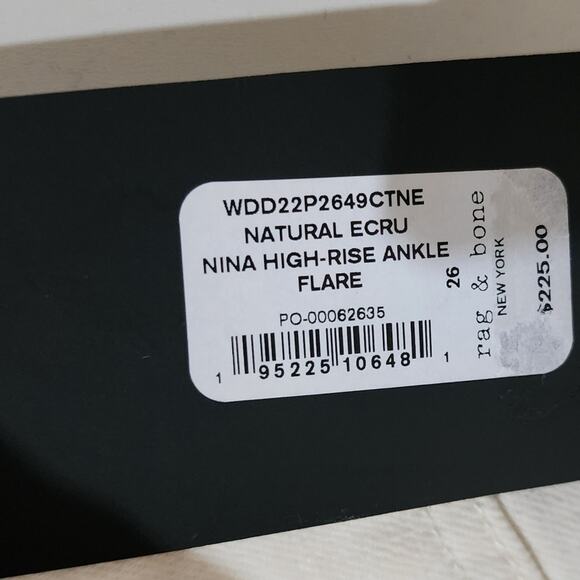 WDD22P2649CTNE
NATURAL ECRU
NINA HIGH-RISE ANKLE
FLARE
PO-00062635
1 95225 10648 1
26
rag & bone
NEW YORK
$225.00